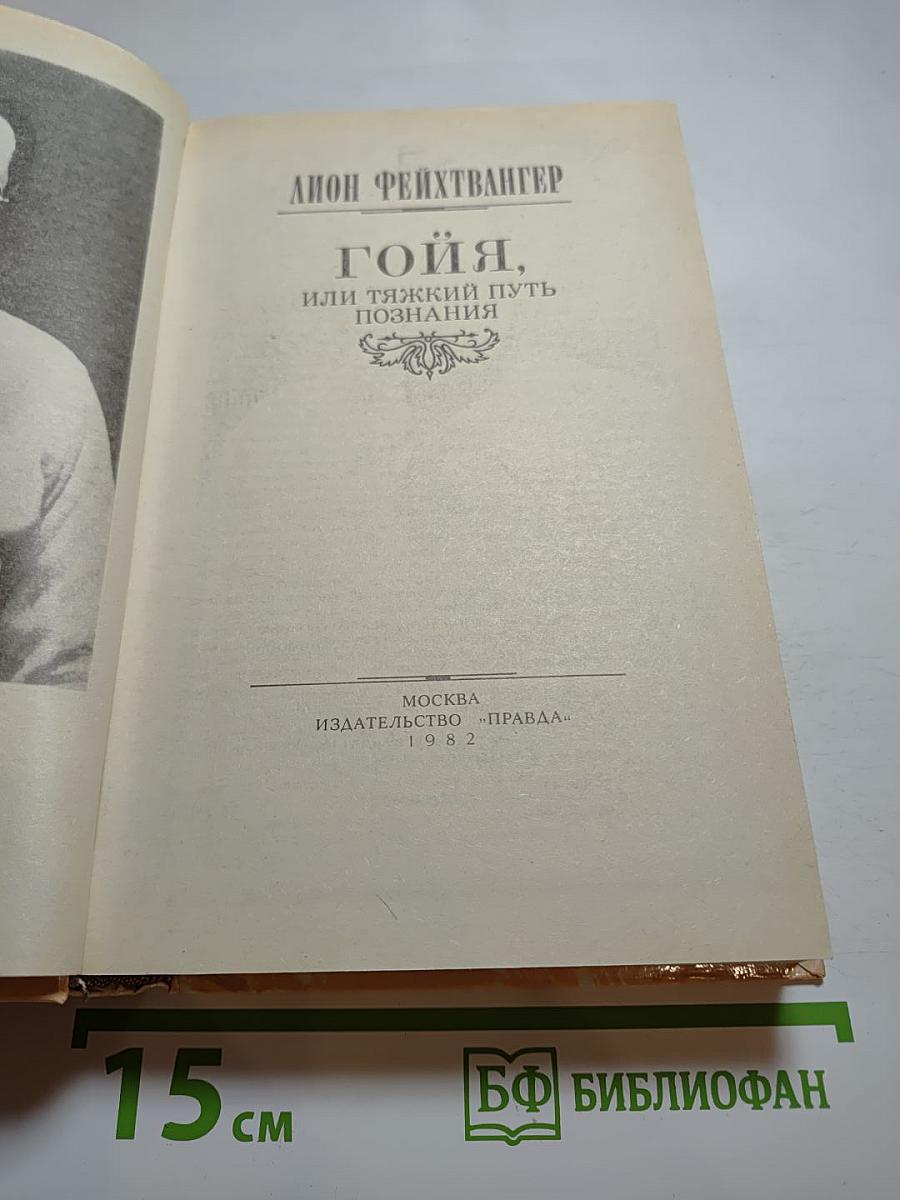 ЛИОН ФЕЙХТВАНГЕР
ГОЙЯ,
ИЛИ ТЯЖКИЙ ПУТЬ
ПОЗНАНИЯ
МОСКВА
ИЗДАТЕЛЬСТВО „ПРАВДА“
1982
15 см
БФ БИБЛИОФАН